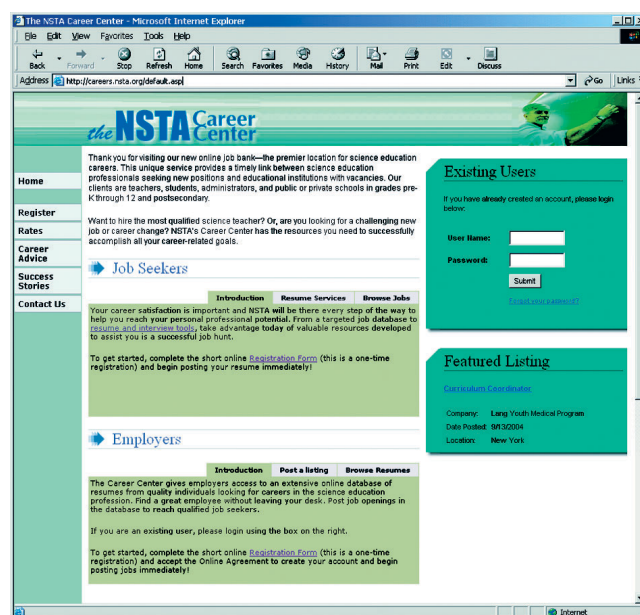 The NSTA Career Center - Microsoft Internet Explorer
File Edit View Favorites Tools Help
Back Forward Stop Refresh Home Search Favorites Media History Mail Print Edit Discuss
Address http://careers.nsta.org/default.asp Go Links
the NSTA Career Center
Home
Register
Rates
Career
Advice
Success
Stories
Contact Us
Thank you for visiting our new online job bank—the premier location for science education
careers. This unique service provides a timely link between science education
professionals seeking new positions and educational institutions with vacancies. Our
clients are teachers, students, administrators, and public or private schools in grades pre-
K through 12 and postsecondary.
Want to hire the most qualified science teacher? Or, are you looking for a challenging new
job or career change? NSTA's Career Center has the resources you need to successfully
accomplish all your career-related goals.
Job Seekers
Introduction Resume Services Browse Jobs
Your career satisfaction is important and NSTA will be there every step of the way to
help you reach your personal professional potential. From a targeted job database to
resume and interview tools, take advantage today of valuable resources developed
to assist you is a successful job hunt.
To get started, complete the short online Registration Form (this is a one-time
registration) and begin posting your resume immediately!
Employers
Introduction Post a listing Browse Resumes
The Career Center gives employers access to an extensive online database of
resumes from quality individuals looking for careers in the science education
profession. Find a great employee without leaving your desk. Post job openings in
the database to reach qualified job seekers.
If you are an existing user, please login using the box on the right.
To get started, complete the short online Registration Form (this is a one-time
registration) and accept the Online Agreement to create your account and begin
posting jobs immediately!
Existing Users
If you have already created an account, please login
below:
User Name:
Password:
Submit
Forgot your password?
Featured Listing
Curriculum Coordinator
Company: Lang Youth Medical Program
Date Posted: 9/13/2004
Location: New York
Internet